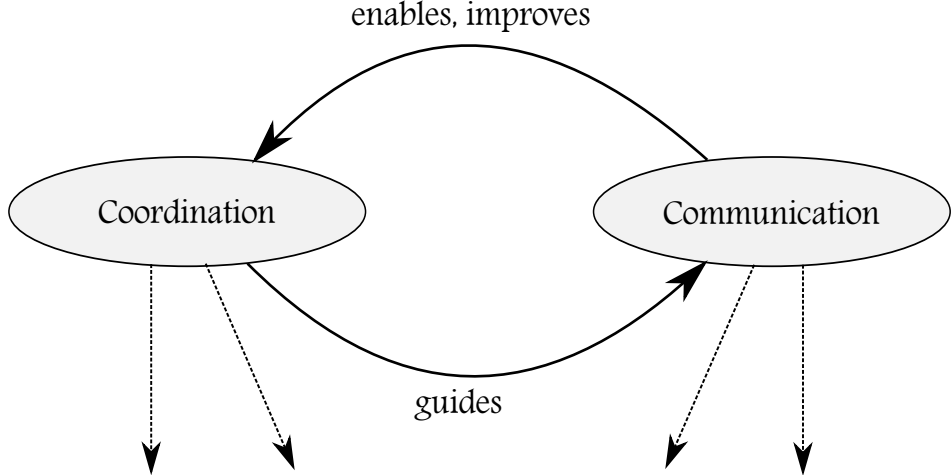 enables, improves
Coordination
Communication
guides